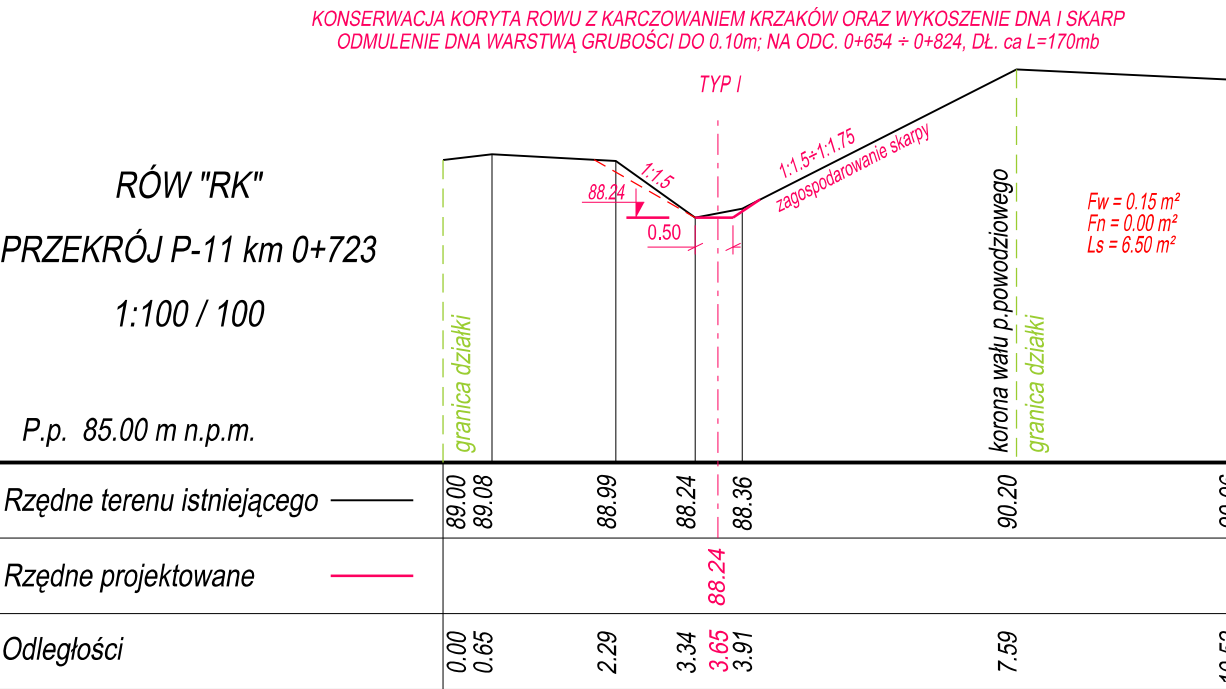 KONSERWACJA KORYTA ROWU Z KARCZOWANIEM KRZAKÓW ORAZ WYKOSZENIE DNA I SKARP
ODMULENIE DNA WARSTWĄ GRUBOŚCI DO 0.10m; NA ODC. 0+654 ÷ 0+824, DŁ. ca L=170mb
TYP I
RÓW "RK"
PRZEKRÓJ P-11 km 0+723
1:100 / 100
P.p. 85.00 m n.p.m.
granica działki
88.24
1:1.5
0.50
1:1.5÷1:1.75
zagospodarowanie skarpy
korona wału p.powodziowego
granica działki
Fw = 0.15 m²
Fn = 0.00 m²
Ls = 6.50 m²
Rzędne terenu istniejącego 89.00 89.08 88.99 88.24 88.36 90.20
Rzędne projektowane 88.24
Odległości 0.00 0.65 2.29 3.34 3.65 3.91 7.59